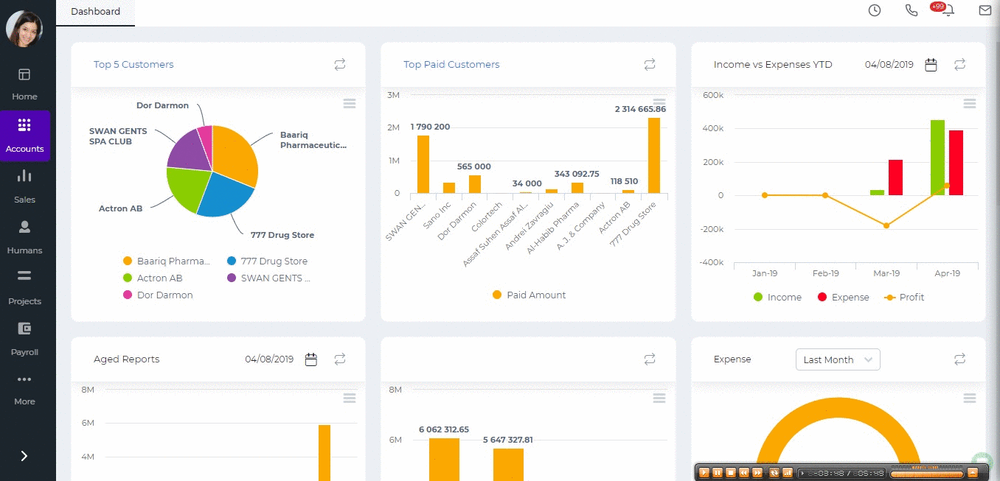 Dashboard
+99
Home
Accounts
Sales
Humans
Projects
Payroll
More
Top 5 Customers
Dor Darmon
SWAN GENTS
SPA CLUB
Baariq
Pharmaceutic...
Actron AB
777 Drug Store
Baariq Pharma...
777 Drug Store
Actron AB
SWAN GENTS ...
Dor Darmon
Top Paid Customers
3M
2M
1M
0
1 790 200
565 000
34 000
343 092.75
118 510
2 314 665.86
SWAN GEN...
Sano Inc
Dor Darmon
Colortech
Assaf Suhen Assaf Al...
Andrei Zavragiu
Al-Habib Pharma
A. J. & Company
Actron AB
777 Drug Store
Paid Amount
Income vs Expenses YTD
04/08/2019
600k
400k
200k
0
-200k
-400k
Jan-19
Feb-19
Mar-19
Apr-19
Income
Expense
Profit
Aged Reports
04/08/2019
8M
6M
4M
8M
6M
6 062 312.65
5 647 327.81
Expense
Last Month
03:48 / 05:49